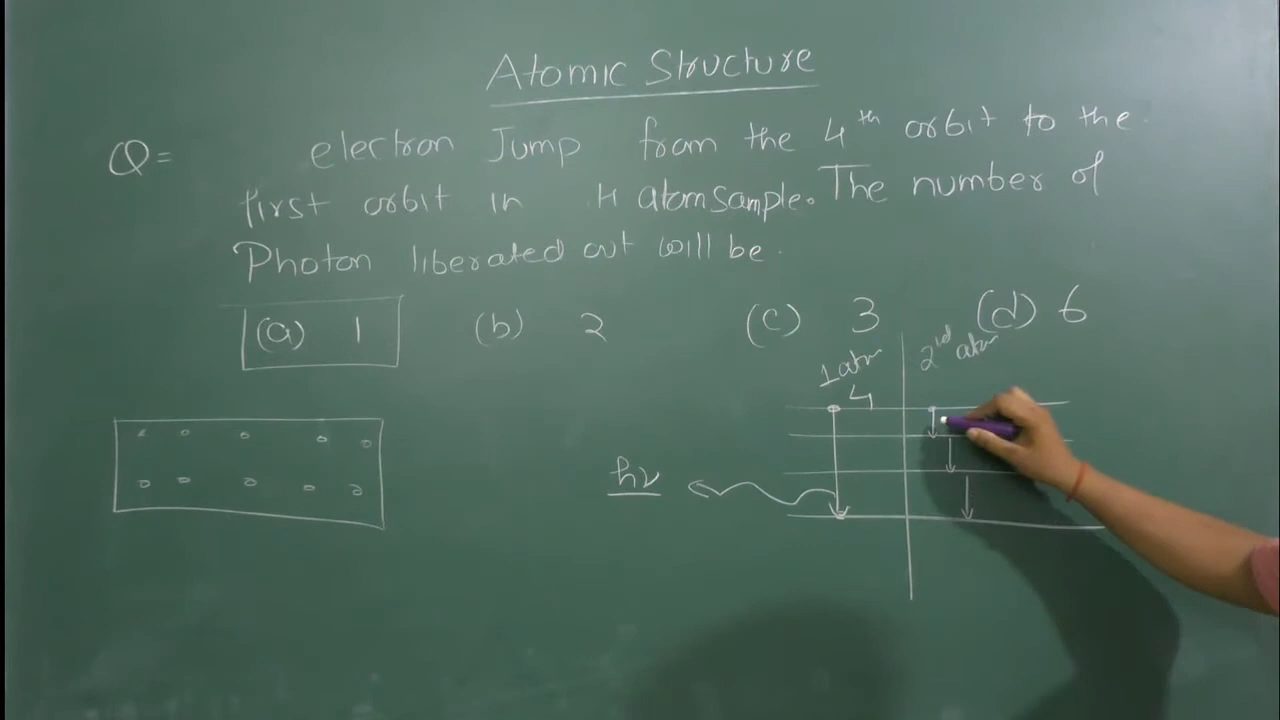 Atomic Structure
Q= electron Jump from the 4th orbit to the
first orbit in H atom sample. The number of
Photon liberated out will be.
(a) 1 (b) 2 (c) 3 (d) 6
1 atom 2nd atom
4
hν